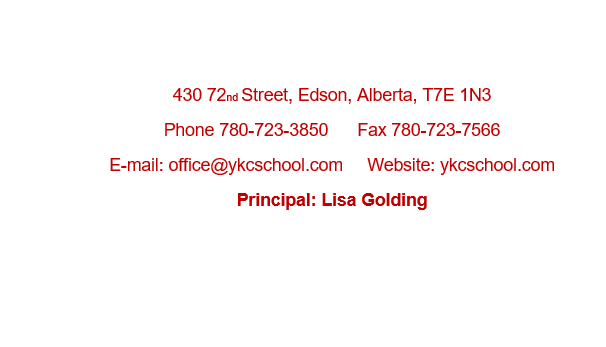 430 72nd Street, Edson, Alberta, T7E 1N3
Phone 780-723-3850 Fax 780-723-7566
E-mail: office@ykcschool.com Website: ykcschool.com
Principal: Lisa Golding